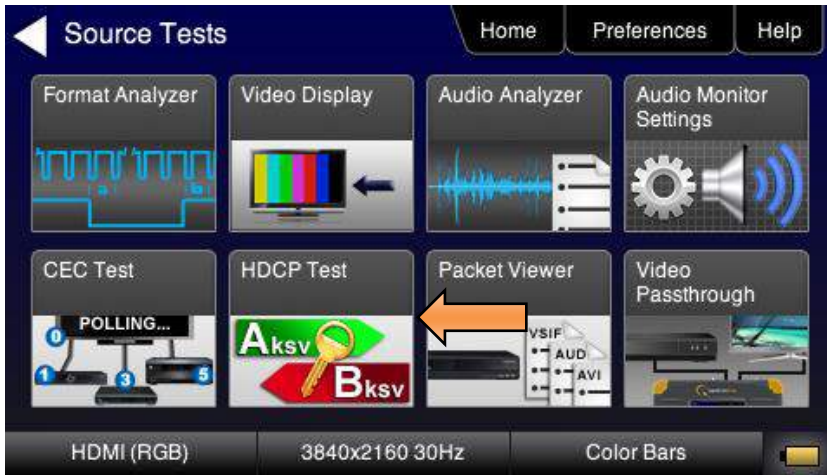 Source Tests
Home
Preferences
Help
Format Analyzer
Video Display
Audio Analyzer
Audio Monitor
Settings
CEC Test
HDCP Test
Packet Viewer
Video
Passthrough
POLLING...
0
1
3
5
Aksv
Bksv
VSIF
AUD
AVI
HDMI (RGB)
3840x2160 30Hz
Color Bars